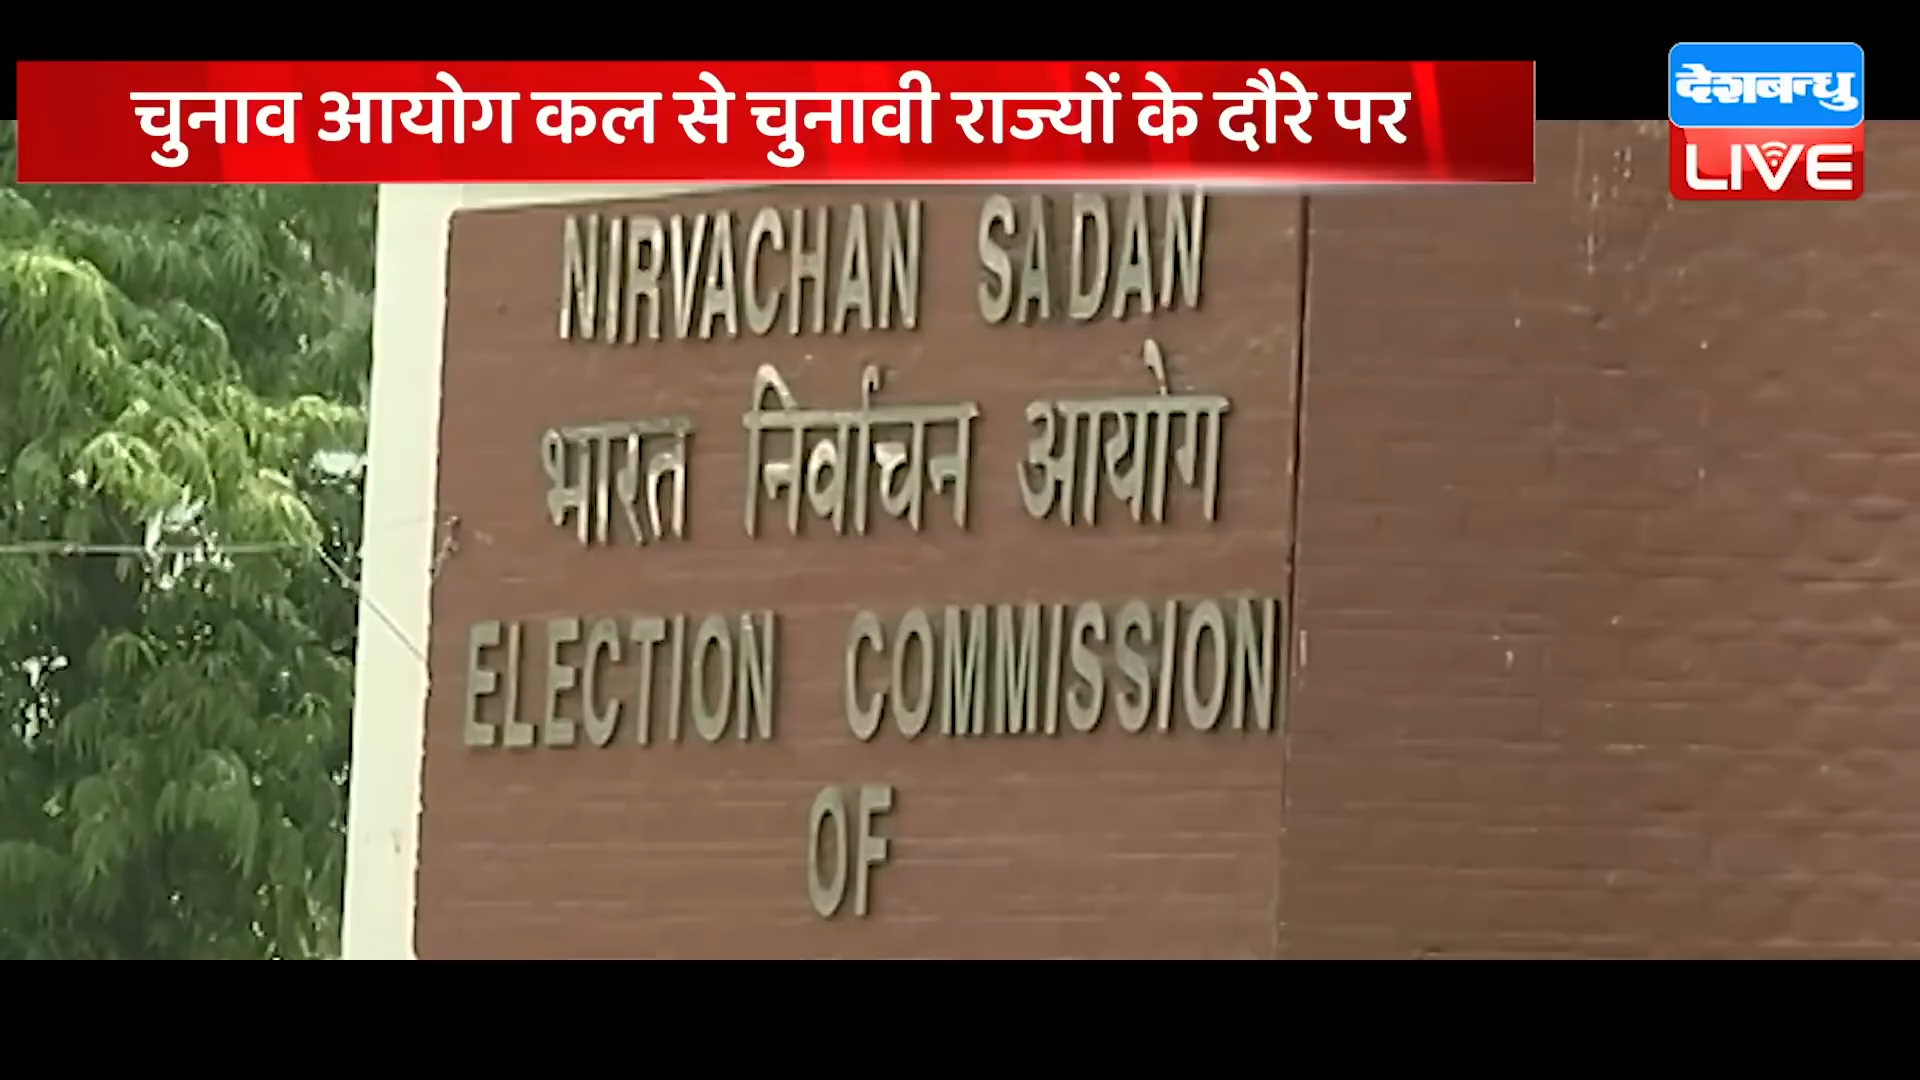 चुनाव आयोग कल से चुनावी राज्यों के दौरे पर
देशबन्धु
LIVE
NIRVACHAN SADAN
भारत निर्वाचन आयोग
ELECTION COMMISSION
OF